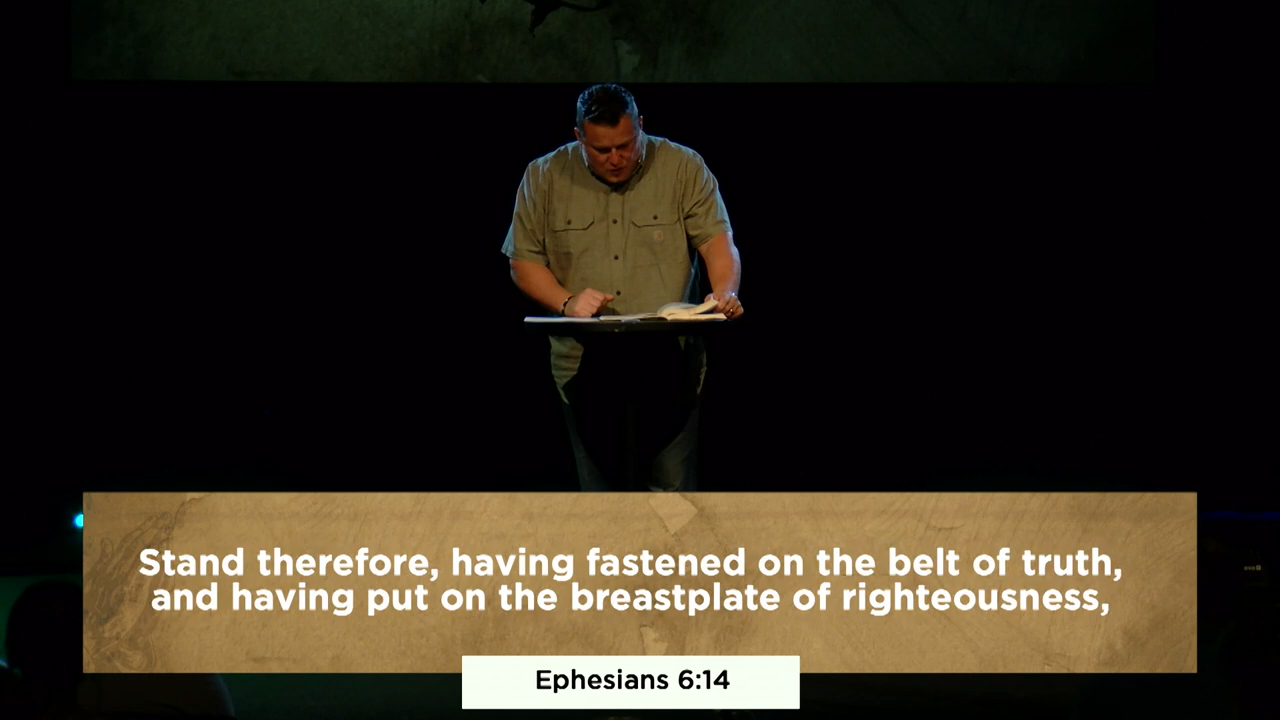 Stand therefore, having fastened on the belt of truth,
and having put on the breastplate of righteousness,
Ephesians 6:14